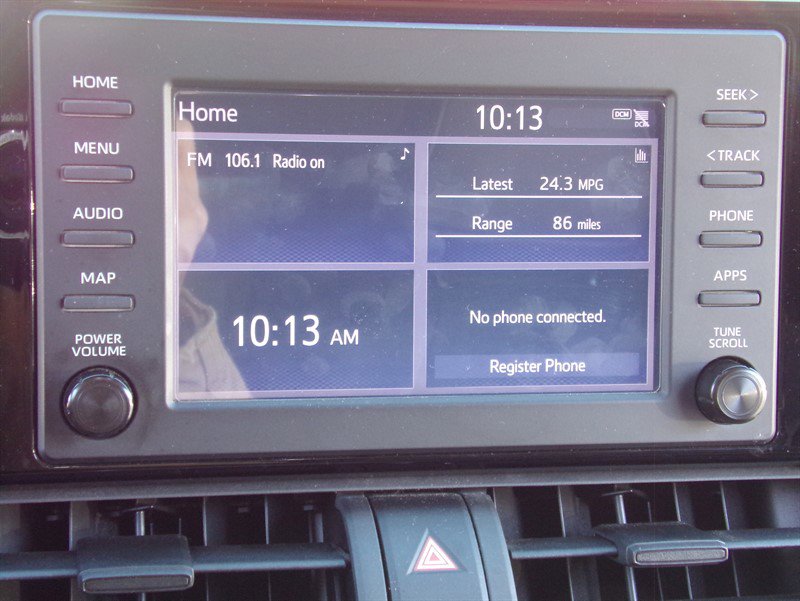 HOME
MENU
AUDIO
MAP
POWER
VOLUME
Home 10:13 DCM
DCM
FM 106.1 Radio on
Latest 24.3 MPG
Range 86 miles
10:13 AM
No phone connected.
Register Phone
SEEK >
< TRACK
PHONE
APPS
TUNE
SCROLL